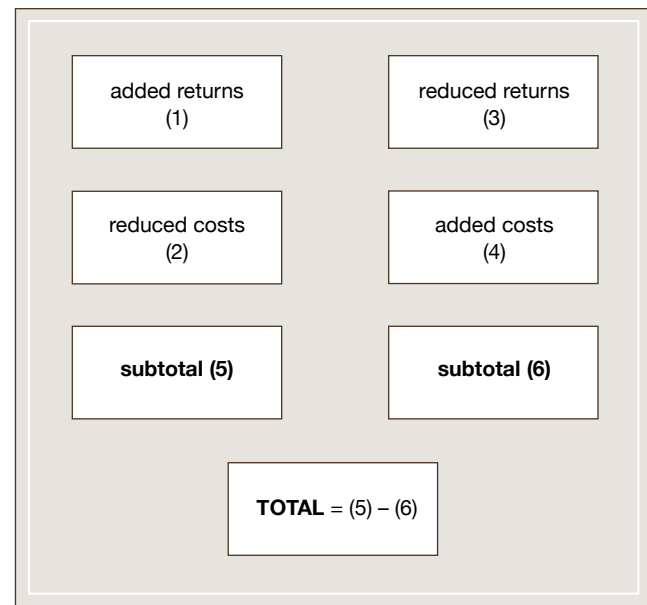 added returns
(1)
reduced returns
(3)
reduced costs
(2)
added costs
(4)
subtotal (5)
subtotal (6)
TOTAL = (5) – (6)